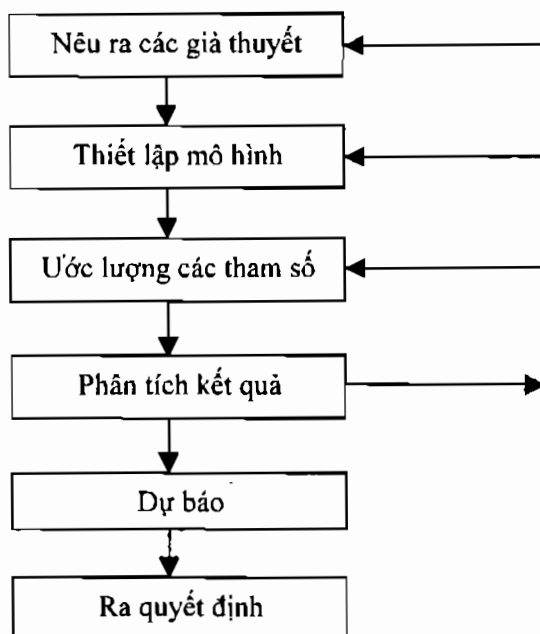 Nêu ra các giả thuyết
Thiết lập mô hình
Ước lượng các tham số
Phân tích kết quả
Dự báo
Ra quyết định